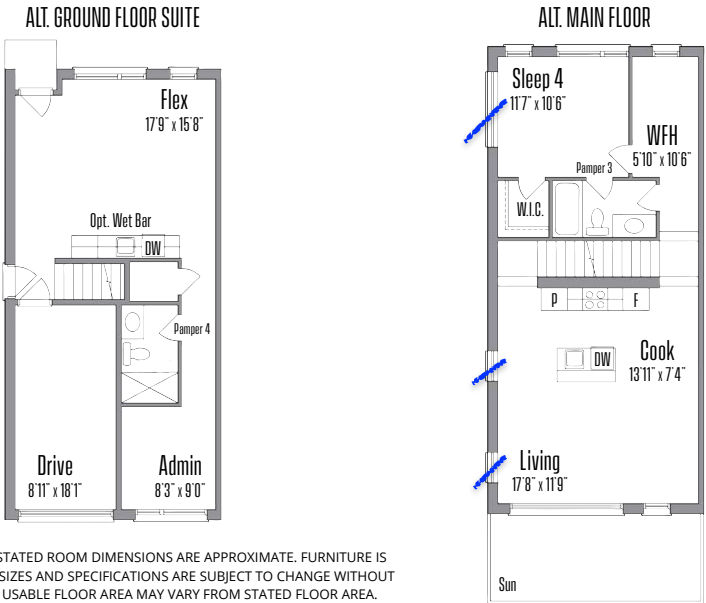 ALT. GROUND FLOOR SUITE
Flex
17'9" x 15'8"
Opt. Wet Bar
DW
Pamper 4
Drive
8'11" x 18'1"
Admin
8'3" x 9'0"
ALT. MAIN FLOOR
Sleep 4
11'7" x 10'6"
WFH
5'10" x 10'6"
Pamper 3
W.I.C.
P
F
DW
Cook
13'11" x 7'4"
Living
17'8" x 11'9"
Sun
STATED ROOM DIMENSIONS ARE APPROXIMATE. FURNITURE IS
SIZES AND SPECIFICATIONS ARE SUBJECT TO CHANGE WITHOUT
USABLE FLOOR AREA MAY VARY FROM STATED FLOOR AREA.